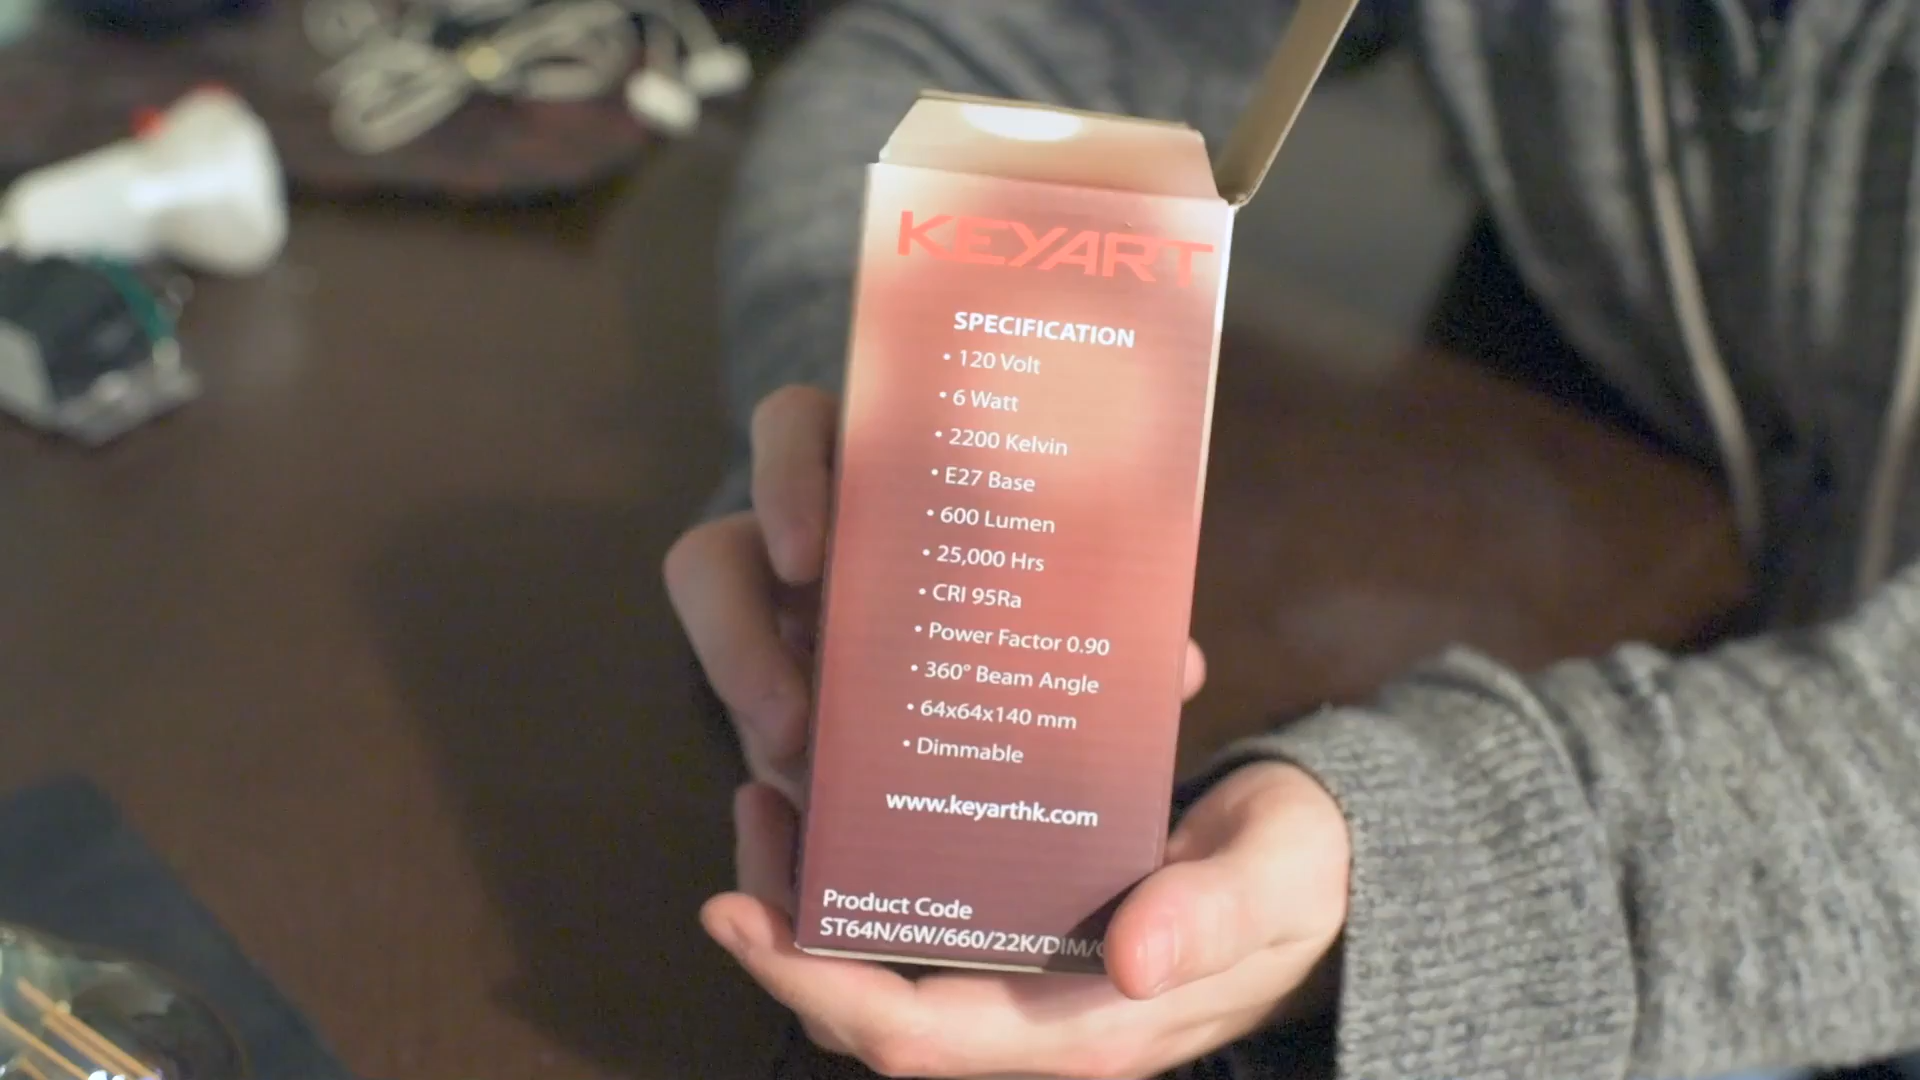 KEYART
SPECIFICATION
• 120 Volt
• 6 Watt
• 2200 Kelvin
• E27 Base
• 600 Lumen
• 25,000 Hrs
• CRI 95Ra
• Power Factor 0.90
• 360° Beam Angle
• 64x64x140 mm
• Dimmable
www.keyarthk.com
Product Code
ST64N/6W/660/22K/DIM/